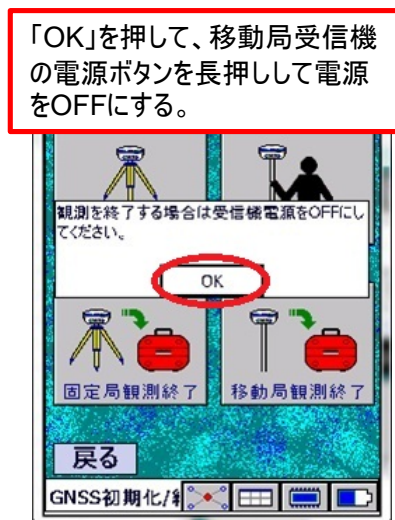 「OK」を押して、移動局受信機
の電源ボタンを長押しして電源
をOFFにする。
観測を終了する場合は受信機電源をOFFにし
てください。
OK
固定局観測終了 移動局観測終了
戻る
GNSS初期化/